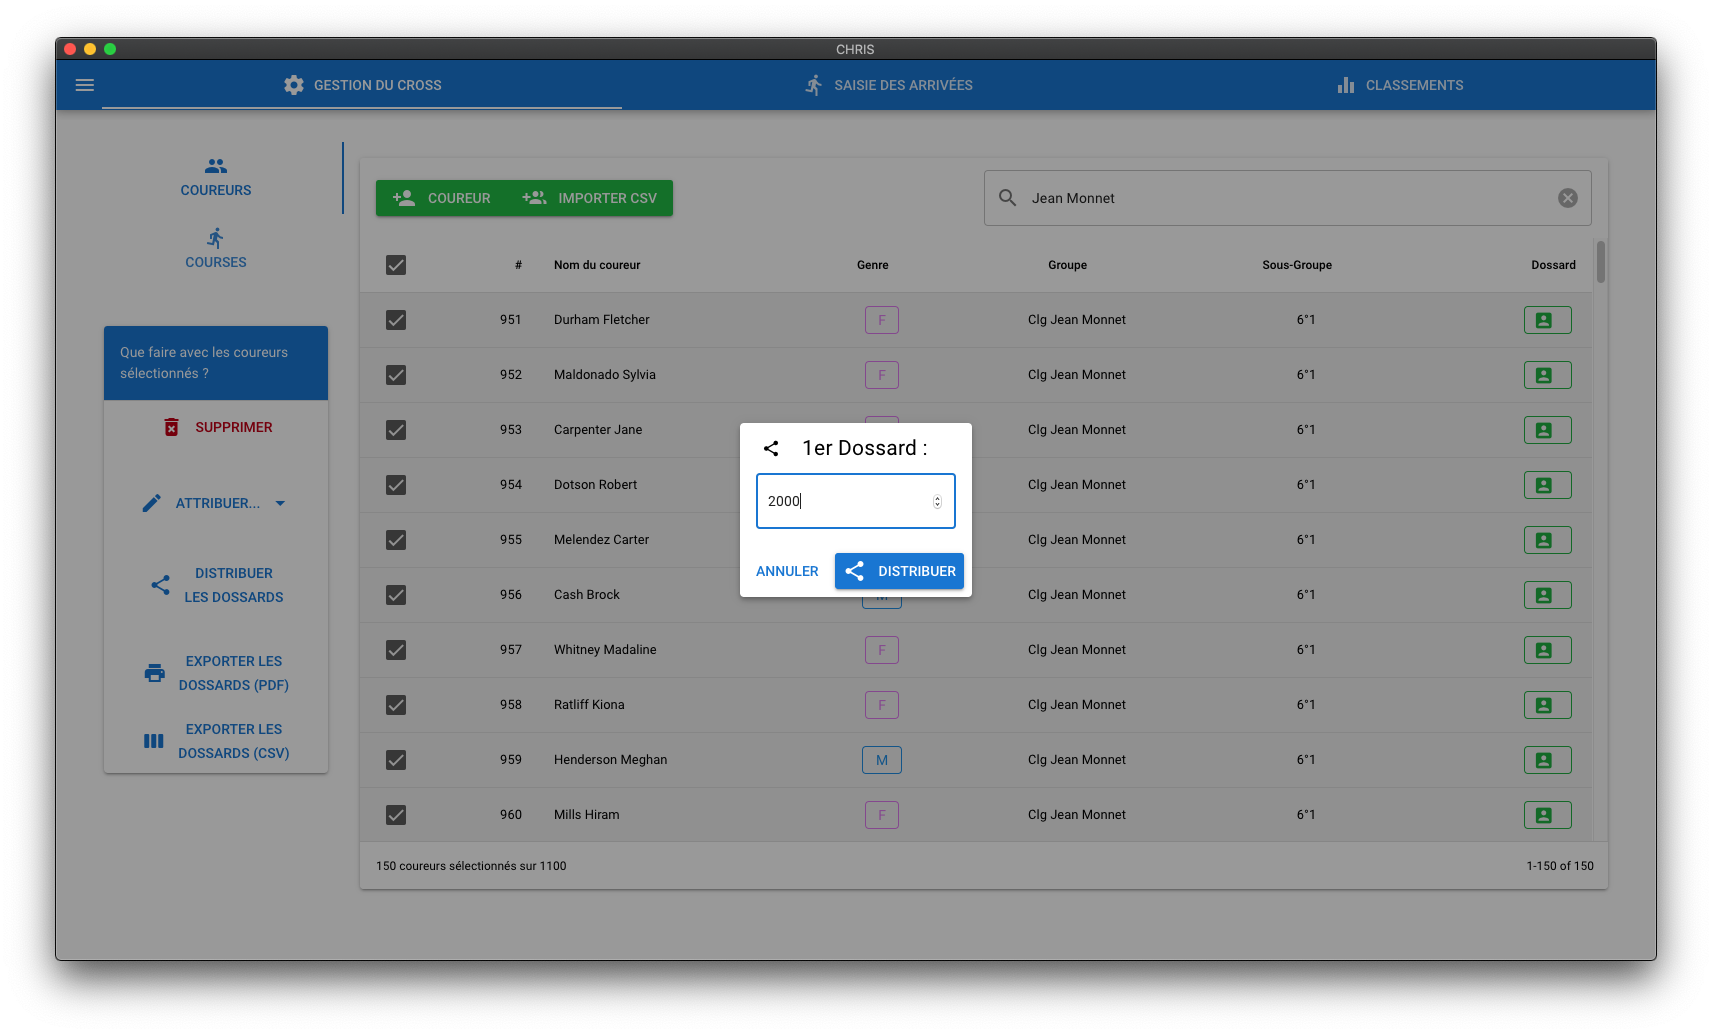 CHRIS
GESTION DU CROSS
SAISIE DES ARRIVÉES
CLASSEMENTS
COUREURS
COURSES
COUREUR
IMPORTER CSV
Jean Monnet
# Nom du coureur Genre Groupe Sous-Groupe Dossard
951 Durham Fletcher F Clg Jean Monnet 6°1
952 Maldonado Sylvia F Clg Jean Monnet 6°1
953 Carpenter Jane Clg Jean Monnet 6°1
954 Dotson Robert Clg Jean Monnet 6°1
955 Melendez Carter Clg Jean Monnet 6°1
956 Cash Brock M Clg Jean Monnet 6°1
957 Whitney Madaline F Clg Jean Monnet 6°1
958 Ratliff Kiona F Clg Jean Monnet 6°1
959 Henderson Meghan M Clg Jean Monnet 6°1
960 Mills Hiram F Clg Jean Monnet 6°1
150 coureurs sélectionnés sur 1100
1-150 of 150
Que faire avec les coureurs
sélectionnés ?
SUPPRIMER
ATTRIBUER...
DISTRIBUER
LES DOSSARDS
EXPORTER LES
DOSSARDS (PDF)
EXPORTER LES
DOSSARDS (CSV)
1er Dossard :
2000
ANNULER
DISTRIBUER